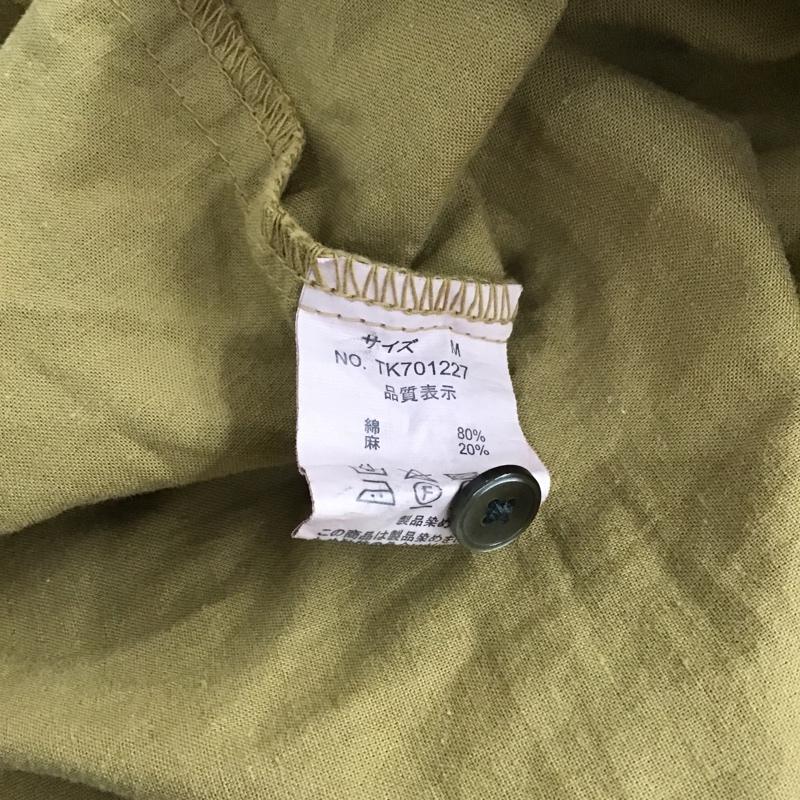 サイズ M
NO. TK701227
品質表示
綿 80%
麻 20%
製品染め
この商品は製品染めを